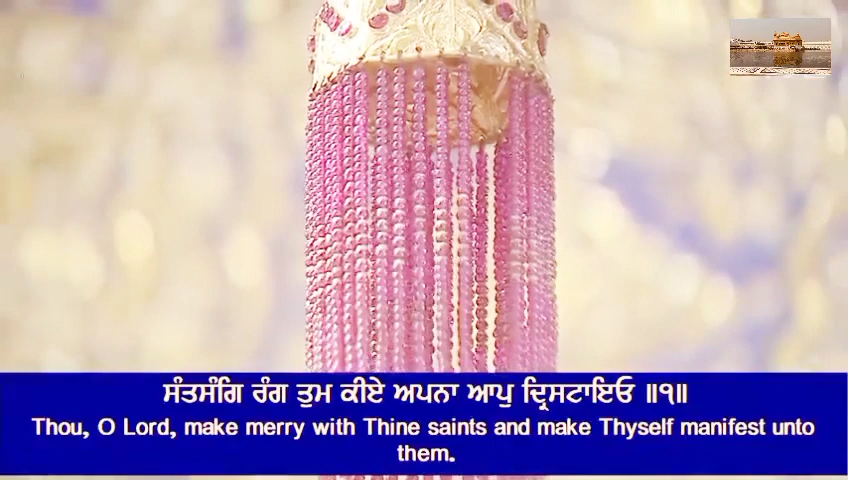 ਸੰਤਸੰਗਿ ਰੰਗ ਤੁਮ ਕੀਏ ਅਪਨਾ ਆਪੁ ਦ੍ਰਿਸਟਾਇਓ ॥੧॥
Thou, O Lord, make merry with Thine saints and make Thyself manifest unto
them.